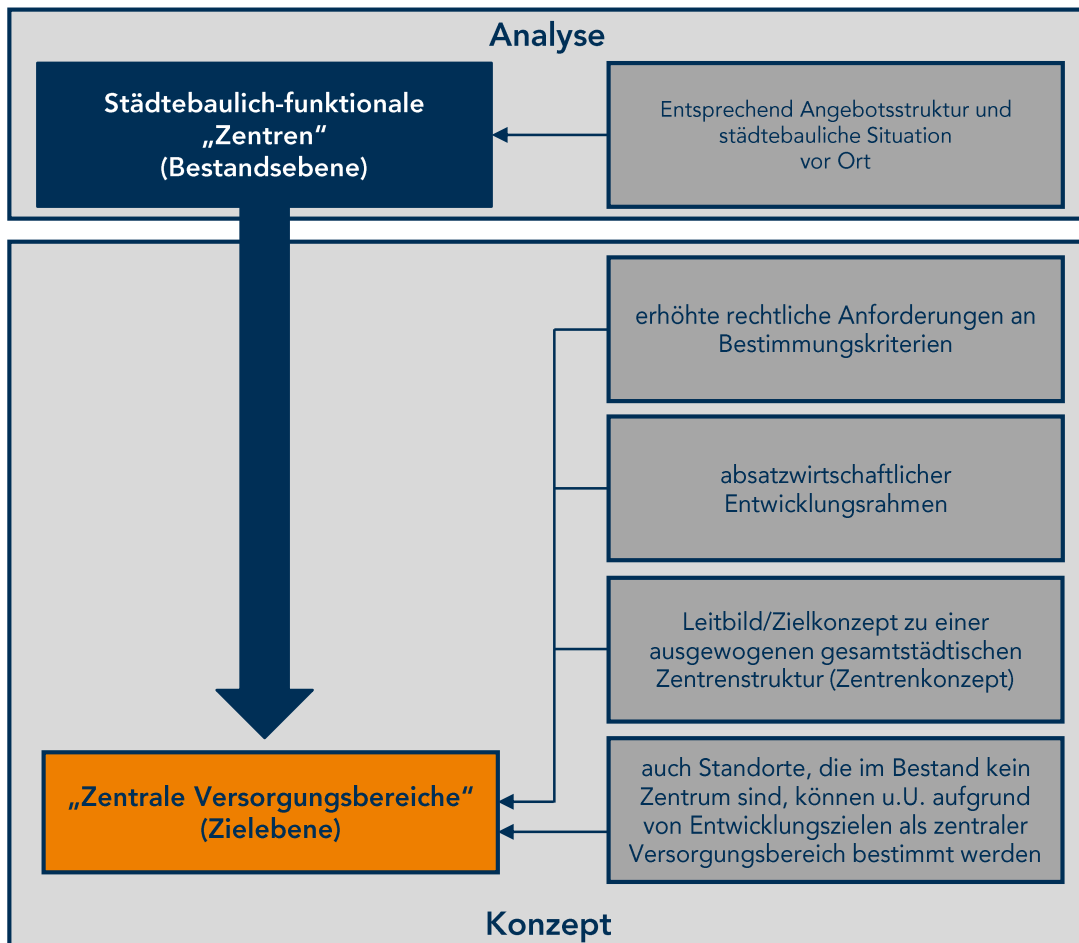 Analyse
Städtebaulich-funktionale
„Zentren“
(Bestandsebene)
Entsprechend Angebotsstruktur und
städtebauliche Situation
vor Ort
erhöhte rechtliche Anforderungen an
Bestimmungskriterien
absatzwirtschaftlicher
Entwicklungsrahmen
Leitbild/Zielkonzept zu einer
ausgewogenen gesamtstädtischen
Zentrenstruktur (Zentrenkonzept)
„Zentrale Versorgungsbereiche“
(Zielebene)
auch Standorte, die im Bestand kein
Zentrum sind, können u.U. aufgrund
von Entwicklungszielen als zentraler
Versorgungsbereich bestimmt werden
Konzept